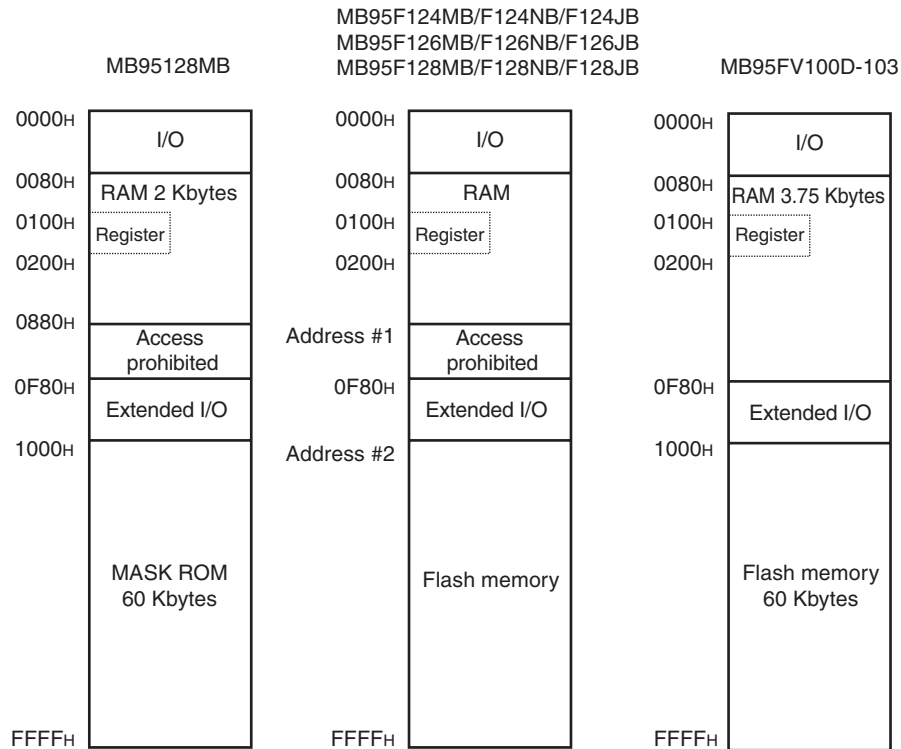 MB95128MB
0000H
I/O
0080H
RAM 2 Kbytes
0100H
Register
0200H
0880H
Access
prohibited
0F80H
Extended I/O
1000H
MASK ROM
60 Kbytes
FFFFH
MB95F124MB/F124NB/F124JB
MB95F126MB/F126NB/F126JB
MB95F128MB/F128NB/F128JB
0000H
I/O
0080H
RAM
0100H
Register
0200H
Address #1
Access
prohibited
0F80H
Extended I/O
Address #2
Flash memory
FFFFH
MB95FV100D-103
0000H
I/O
0080H
RAM 3.75 Kbytes
0100H
Register
0200H
0F80H
Extended I/O
1000H
Flash memory
60 Kbytes
FFFFH